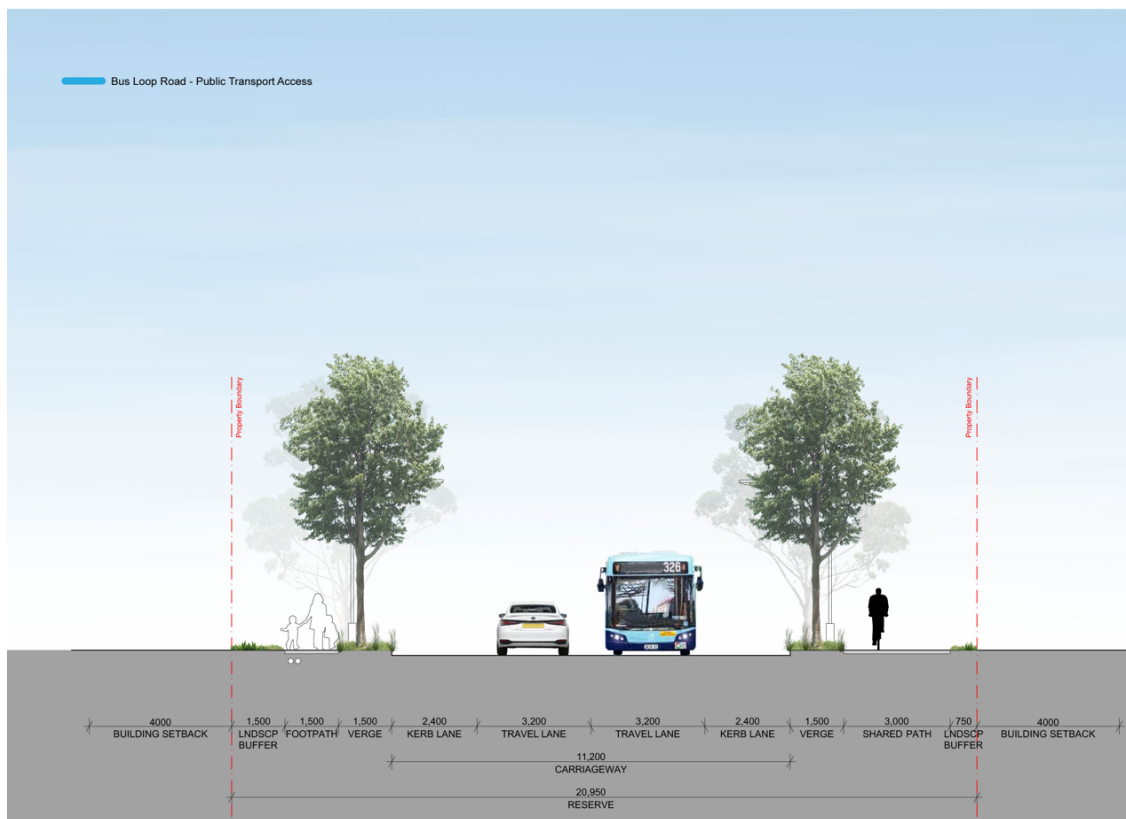 Bus Loop Road - Public Transport Access
Property Boundary
Property Boundary
326
4000
1,500
1,500
1,500
2,400
3,200
3,200
2,400
1,500
3,000
750
4000
BUILDING SETBACK
LNDSCP
BUFFER
FOOTPATH
VERGE
KERB LANE
TRAVEL LANE
TRAVEL LANE
KERB LANE
VERGE
SHARED PATH
LNDSCP
BUFFER
BUILDING SETBACK
11,200
CARRIAGEWAY
20,950
RESERVE